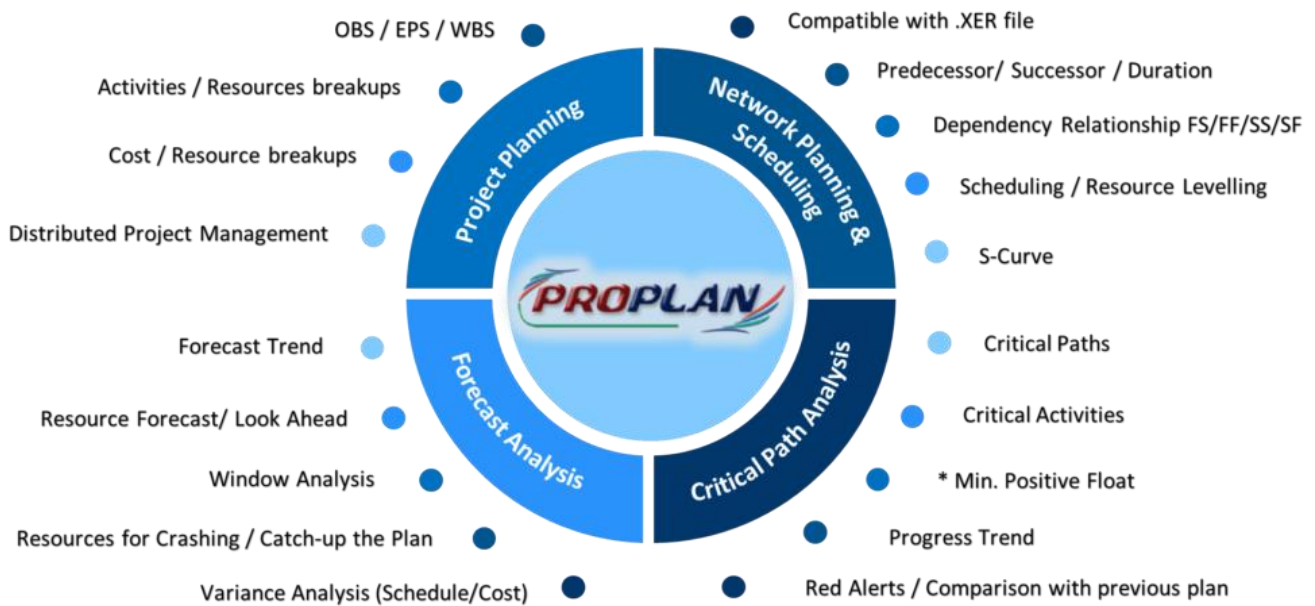 OBS / EPS / WBS
Activities / Resources breakups
Cost / Resource breakups
Distributed Project Management
Project Planning
Compatible with .XER file
Predecessor/ Successor / Duration
Dependency Relationship FS/FF/SS/SF
Scheduling / Resource Levelling
S-Curve
Network Planning &
Scheduling
PROPLAN
Forecast Trend
Resource Forecast/ Look Ahead
Window Analysis
Resources for Crashing / Catch-up the Plan
Variance Analysis (Schedule/Cost)
Forecast Analysis
Critical Paths
Critical Activities
* Min. Positive Float
Progress Trend
Red Alerts / Comparison with previous plan
Critical Path Analysis